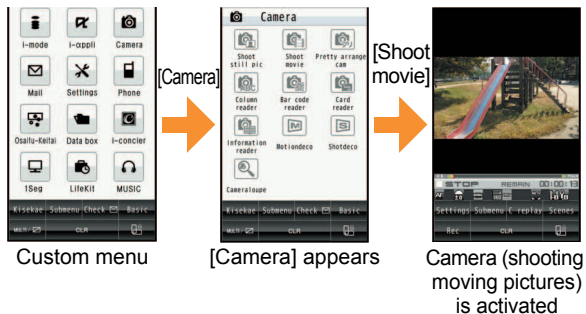 i-mode
i-αppli
Camera
Mail
Settings
Phone
Osaifu-Keitai
Data box
i-concier
1Seg
LifeKit
MUSIC
Kisekae Submenu Check Basic
MULTI/
CLR
Custom menu
[Camera]
Camera
Shoot
still pic
Shoot
movie
Pretty arrange
cam
Column
reader
Bar code
reader
Card
reader
Information
reader
Motiondeco
Shotdeco
Cameraloupe
Kisekae Submenu Check Basic
MULTI/
CLR
[Camera] appears
[Shoot
movie]
STOP REMAIN 00:00:13
AF
Settings Submenu C replay Scenes
Rec
CLR
Camera (shooting
moving pictures)
is activated